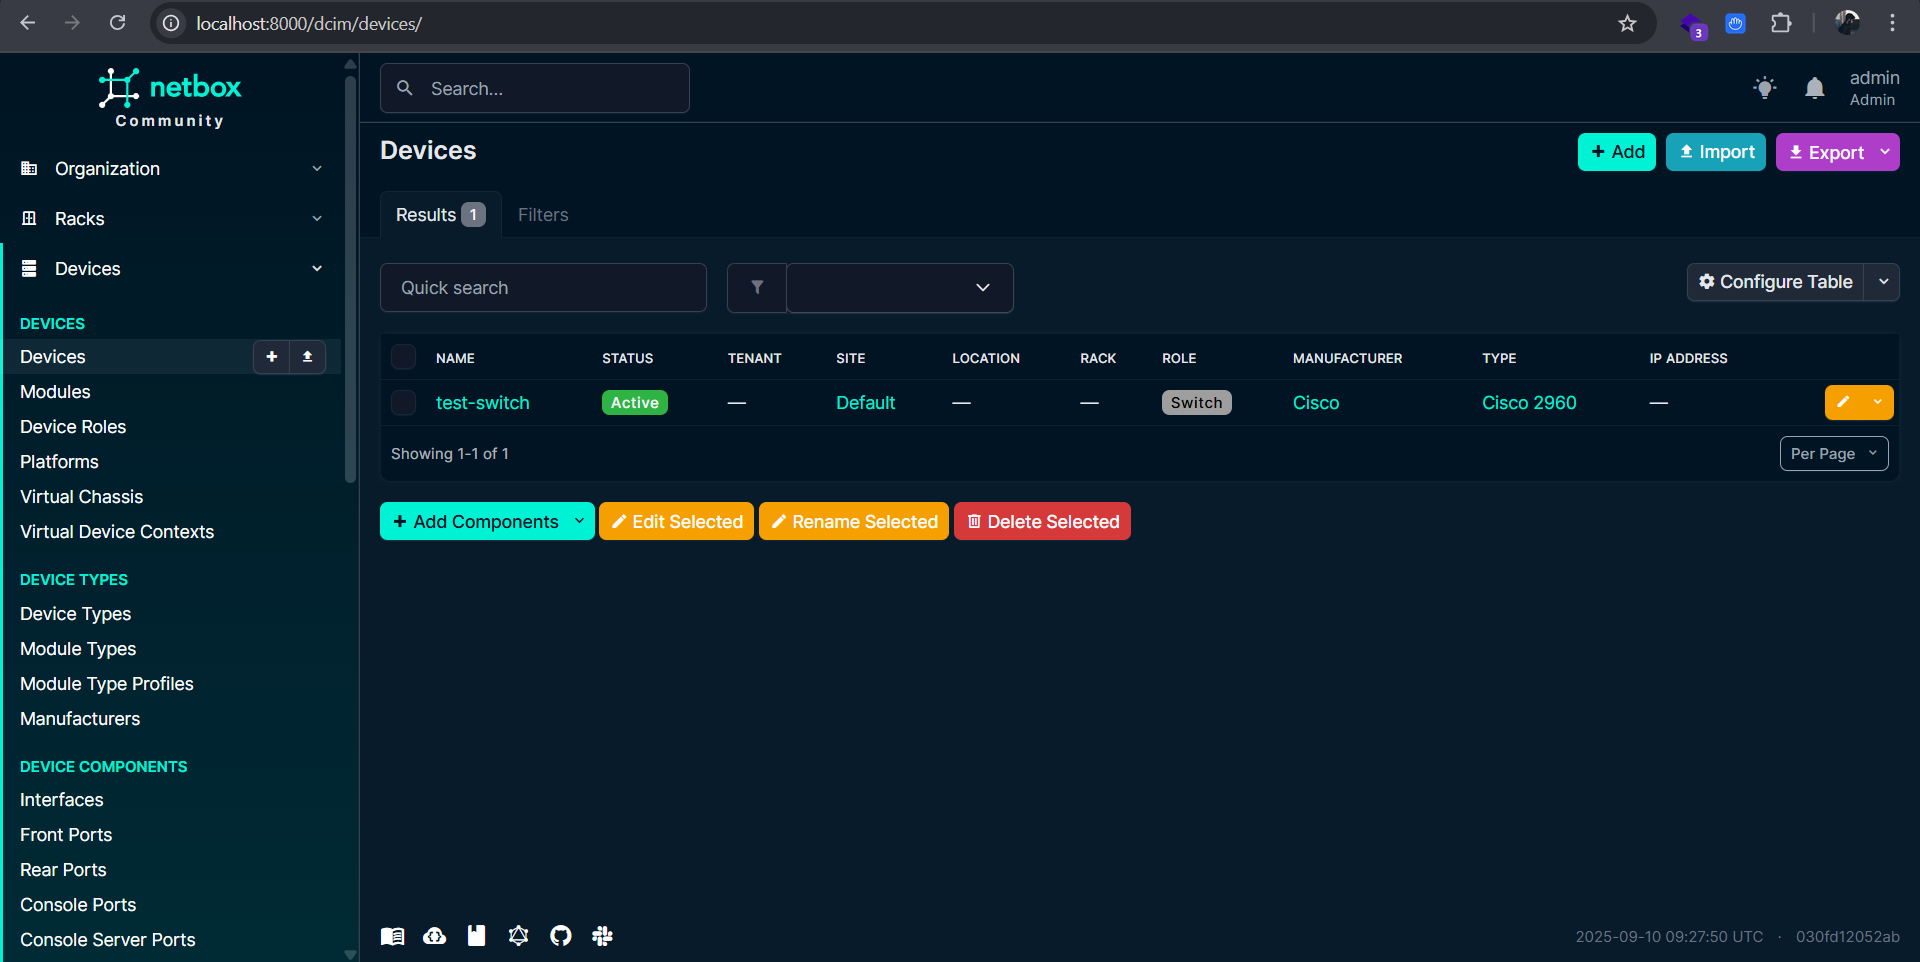 localhost:8000/dcim/devices/
3
netbox
Community
Search...
admin
Admin
Organization
Racks
Devices
DEVICES
Devices
Modules
Device Roles
Platforms
Virtual Chassis
Virtual Device Contexts
DEVICE TYPES
Device Types
Module Types
Module Type Profiles
Manufacturers
DEVICE COMPONENTS
Interfaces
Front Ports
Rear Ports
Console Ports
Console Server Ports
Devices
Add Import Export
Results 1 Filters
Quick search
Configure Table
NAME STATUS TENANT SITE LOCATION RACK ROLE MANUFACTURER TYPE IP ADDRESS
test-switch Active — Default — — Switch Cisco Cisco 2960 —
Showing 1-1 of 1
Per Page
Add Components Edit Selected Rename Selected Delete Selected
2025-09-10 09:27:50 UTC · 030fd12052ab